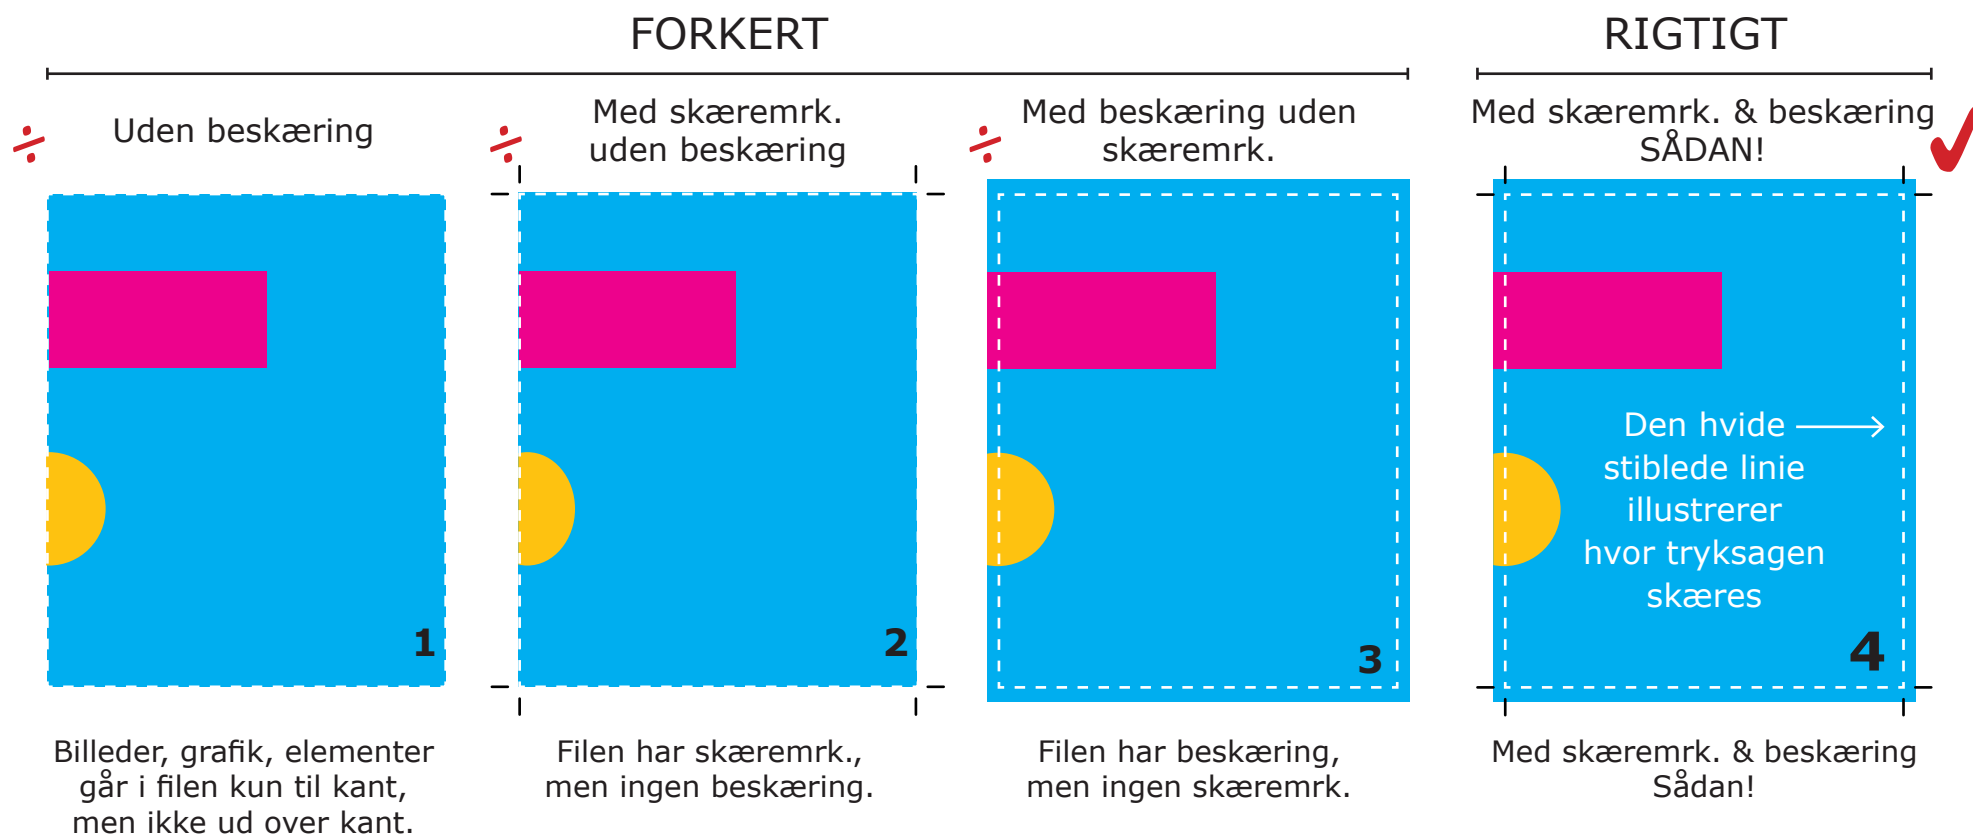 FORKERT
RIGTIGT
Uden beskæring
Med skæremrk.
uden beskæring
Med beskæring uden
skæremrk.
Med skæremrk. & beskæring
SÅDAN!
1
2
3
Den hvide
stiblede linie
illustrerer
hvor tryksagen
skæres
4
Billeder, grafik, elementer
går i filen kun til kant,
men ikke ud over kant.
Filen har skæremrk.,
men ingen beskæring.
Filen har beskæring,
men ingen skæremrk.
Med skæremrk. & beskæring
Sådan!